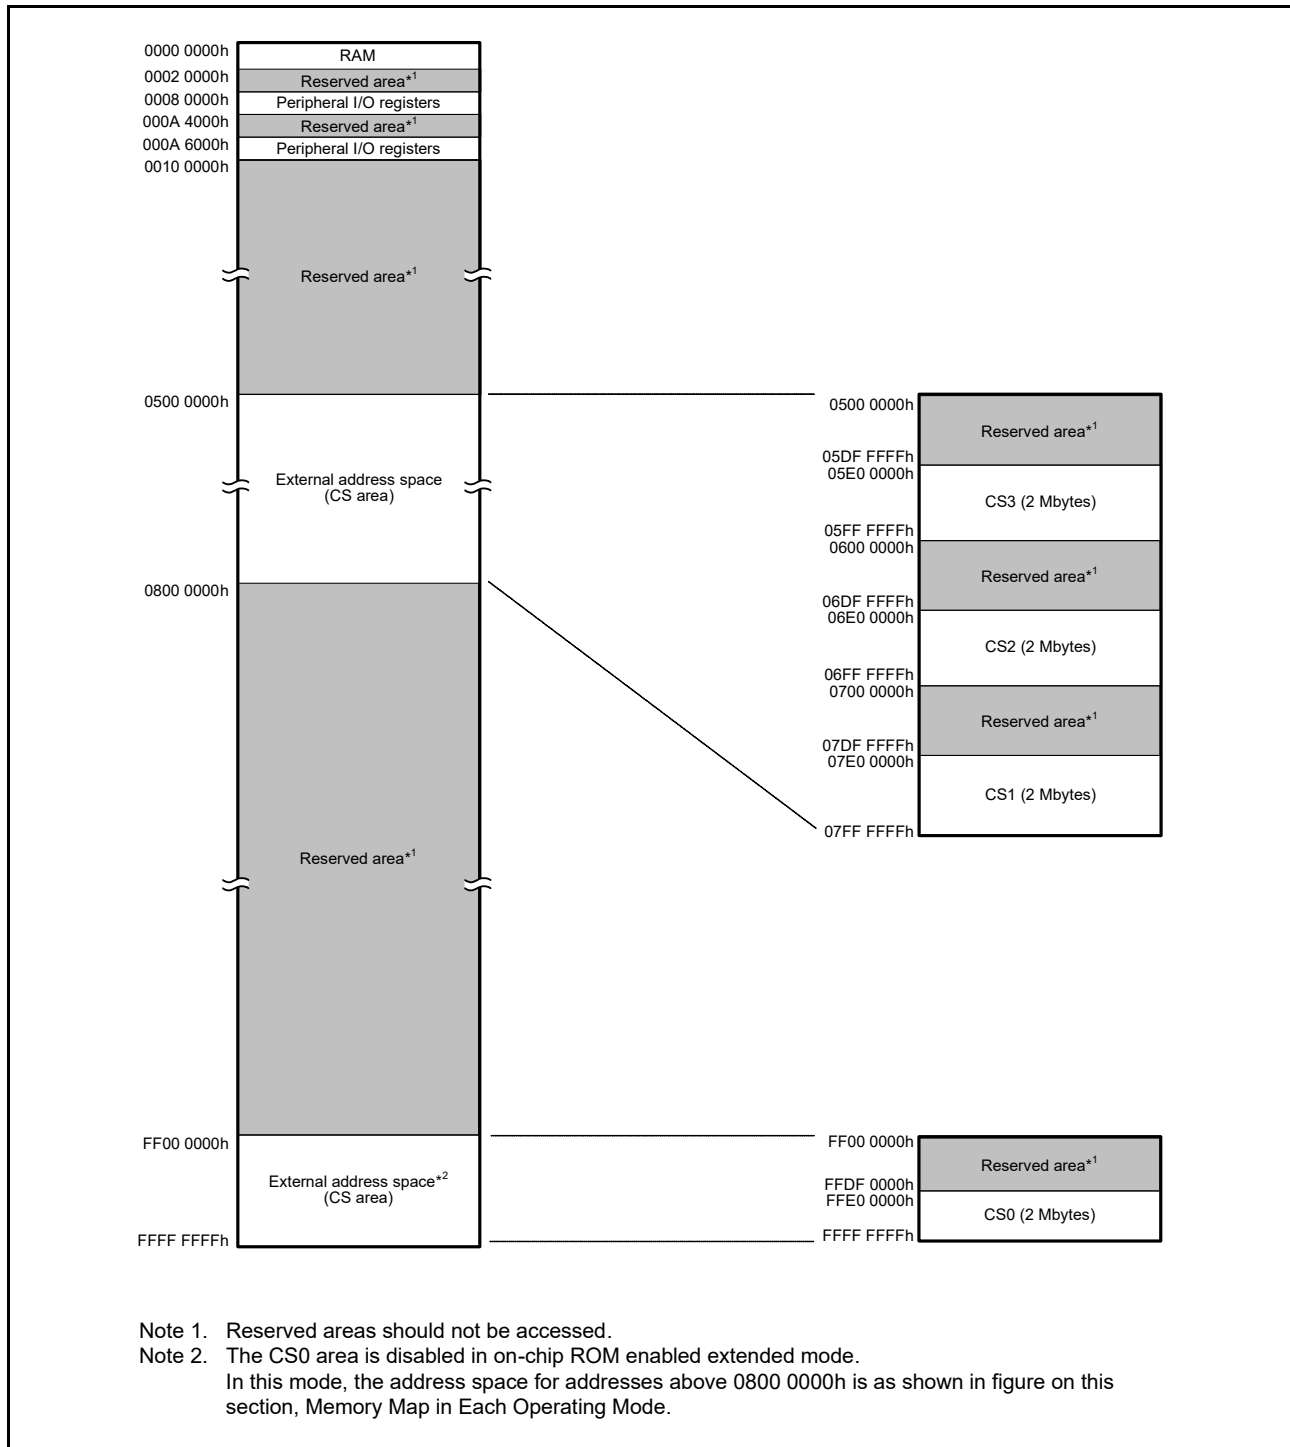 0000 0000h
RAM
0002 0000h
Reserved area*1
0008 0000h
Peripheral I/O registers
000A 4000h
Reserved area*1
000A 6000h
Peripheral I/O registers
0010 0000h
Reserved area*1
0500 0000h
External address space
(CS area)
0800 0000h
Reserved area*1
FF00 0000h
External address space*2
(CS area)
FFFF FFFFh
0500 0000h
Reserved area*1
05DF FFFFh
05E0 0000h
CS3 (2 Mbytes)
05FF FFFFh
0600 0000h
Reserved area*1
06DF FFFFh
06E0 0000h
CS2 (2 Mbytes)
06FF FFFFh
0700 0000h
Reserved area*1
07DF FFFFh
07E0 0000h
CS1 (2 Mbytes)
07FF FFFFh
FF00 0000h
Reserved area*1
FFDF 0000h
FFE0 0000h
CS0 (2 Mbytes)
FFFF FFFFh
Note 1. Reserved areas should not be accessed.
Note 2. The CS0 area is disabled in on-chip ROM enabled extended mode.
In this mode, the address space for addresses above 0800 0000h is as shown in figure on this
section, Memory Map in Each Operating Mode.